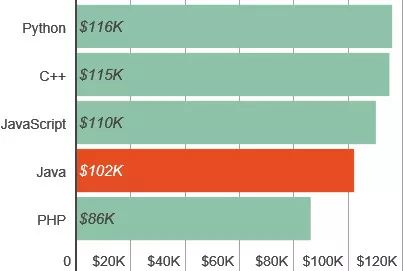 Python $116K
C++ $115K
JavaScript $110K
Java $102K
PHP $86K
0 $20K $40K $60K $80K $100K $120K